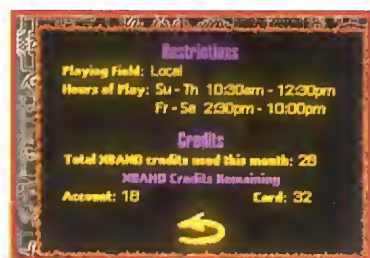 Restrictions
Playing Field: Local
Hours of Play: Su - Th 10:30am - 12:30pm
Fr - Sa 2:30pm - 10:00pm
Credits
Total XBAND credits used this month: 28
XBAND Credits Remaining
Account: 18 Card: 32